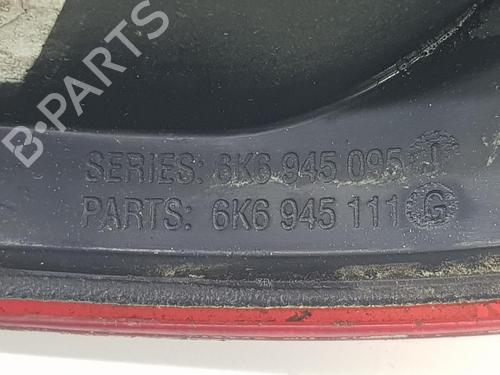 B-PARTS
SERIES: 6K6 945 095 J
PARTS: 6K6 945 111 G